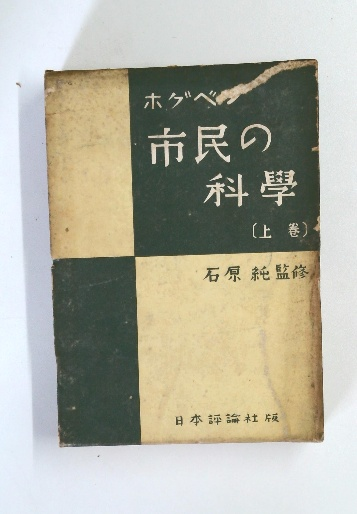 ホグベン
市民の
科學
〔上 卷〕
石原 純監修
日本評論社版